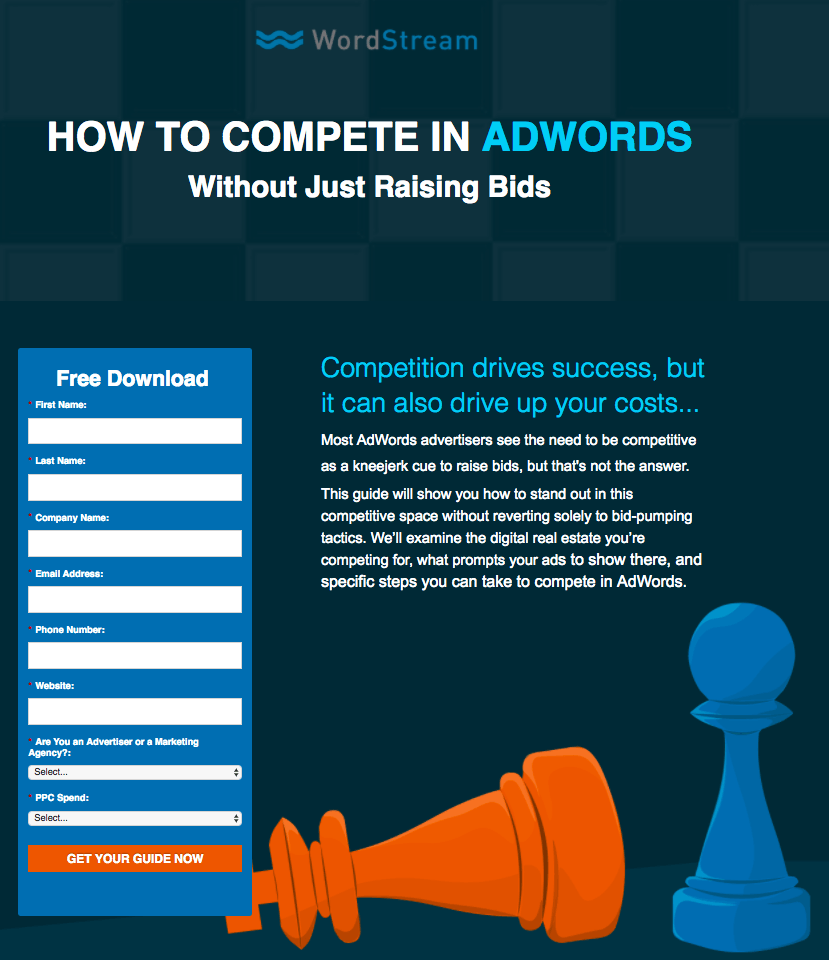 WordStream
HOW TO COMPETE IN ADWORDS
Without Just Raising Bids
Free Download
* First Name:
* Last Name:
* Company Name:
* Email Address:
* Phone Number:
* Website:
* Are You an Advertiser or a Marketing
Agency?:
Select...
* PPC Spend:
Select...
GET YOUR GUIDE NOW
Competition drives success, but
it can also drive up your costs...
Most AdWords advertisers see the need to be competitive
as a kneejerk cue to raise bids, but that's not the answer.
This guide will show you how to stand out in this
competitive space without reverting solely to bid-pumping
tactics. We’ll examine the digital real estate you’re
competing for, what prompts your ads to show there, and
specific steps you can take to compete in AdWords.